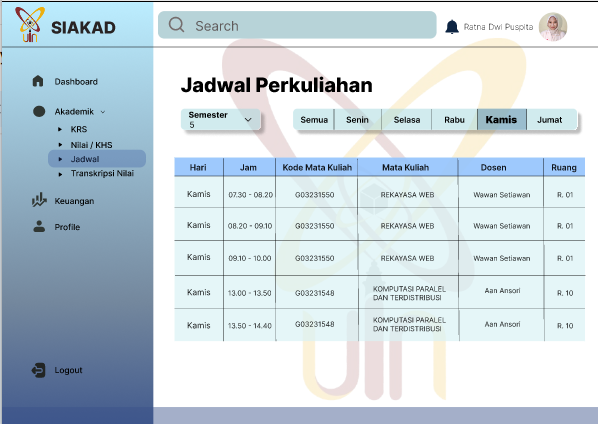 uin
SIAKAD
Search
Ratna Dwi Puspita
Dashboard
Akademik
KRS
Nilai / KHS
Jadwal
Transkripsi Nilai
Keuangan
Profile
Logout
Jadwal Perkuliahan
Semester
5
Semua Senin Selasa Rabu Kamis Jumat
Hari Jam Kode Mata Kuliah Mata Kuliah Dosen Ruang
Kamis 07.30 - 08.20 G03231550 REKAYASA WEB Wawan Setiawan R. 01
Kamis 08.20 - 09.10 G03231550 REKAYASA WEB Wawan Setiawan R. 01
Kamis 09.10 - 10.00 G03231550 REKAYASA WEB Wawan Setiawan R. 01
Kamis 13.00 - 13.50 G03231548 KOMPUTASI PARALEL DAN TERDISTRIBUSI Aan Ansori R. 10
Kamis 13.50 - 14.40 G03231548 KOMPUTASI PARALEL DAN TERDISTRIBUSI Aan Ansori R. 10
uin